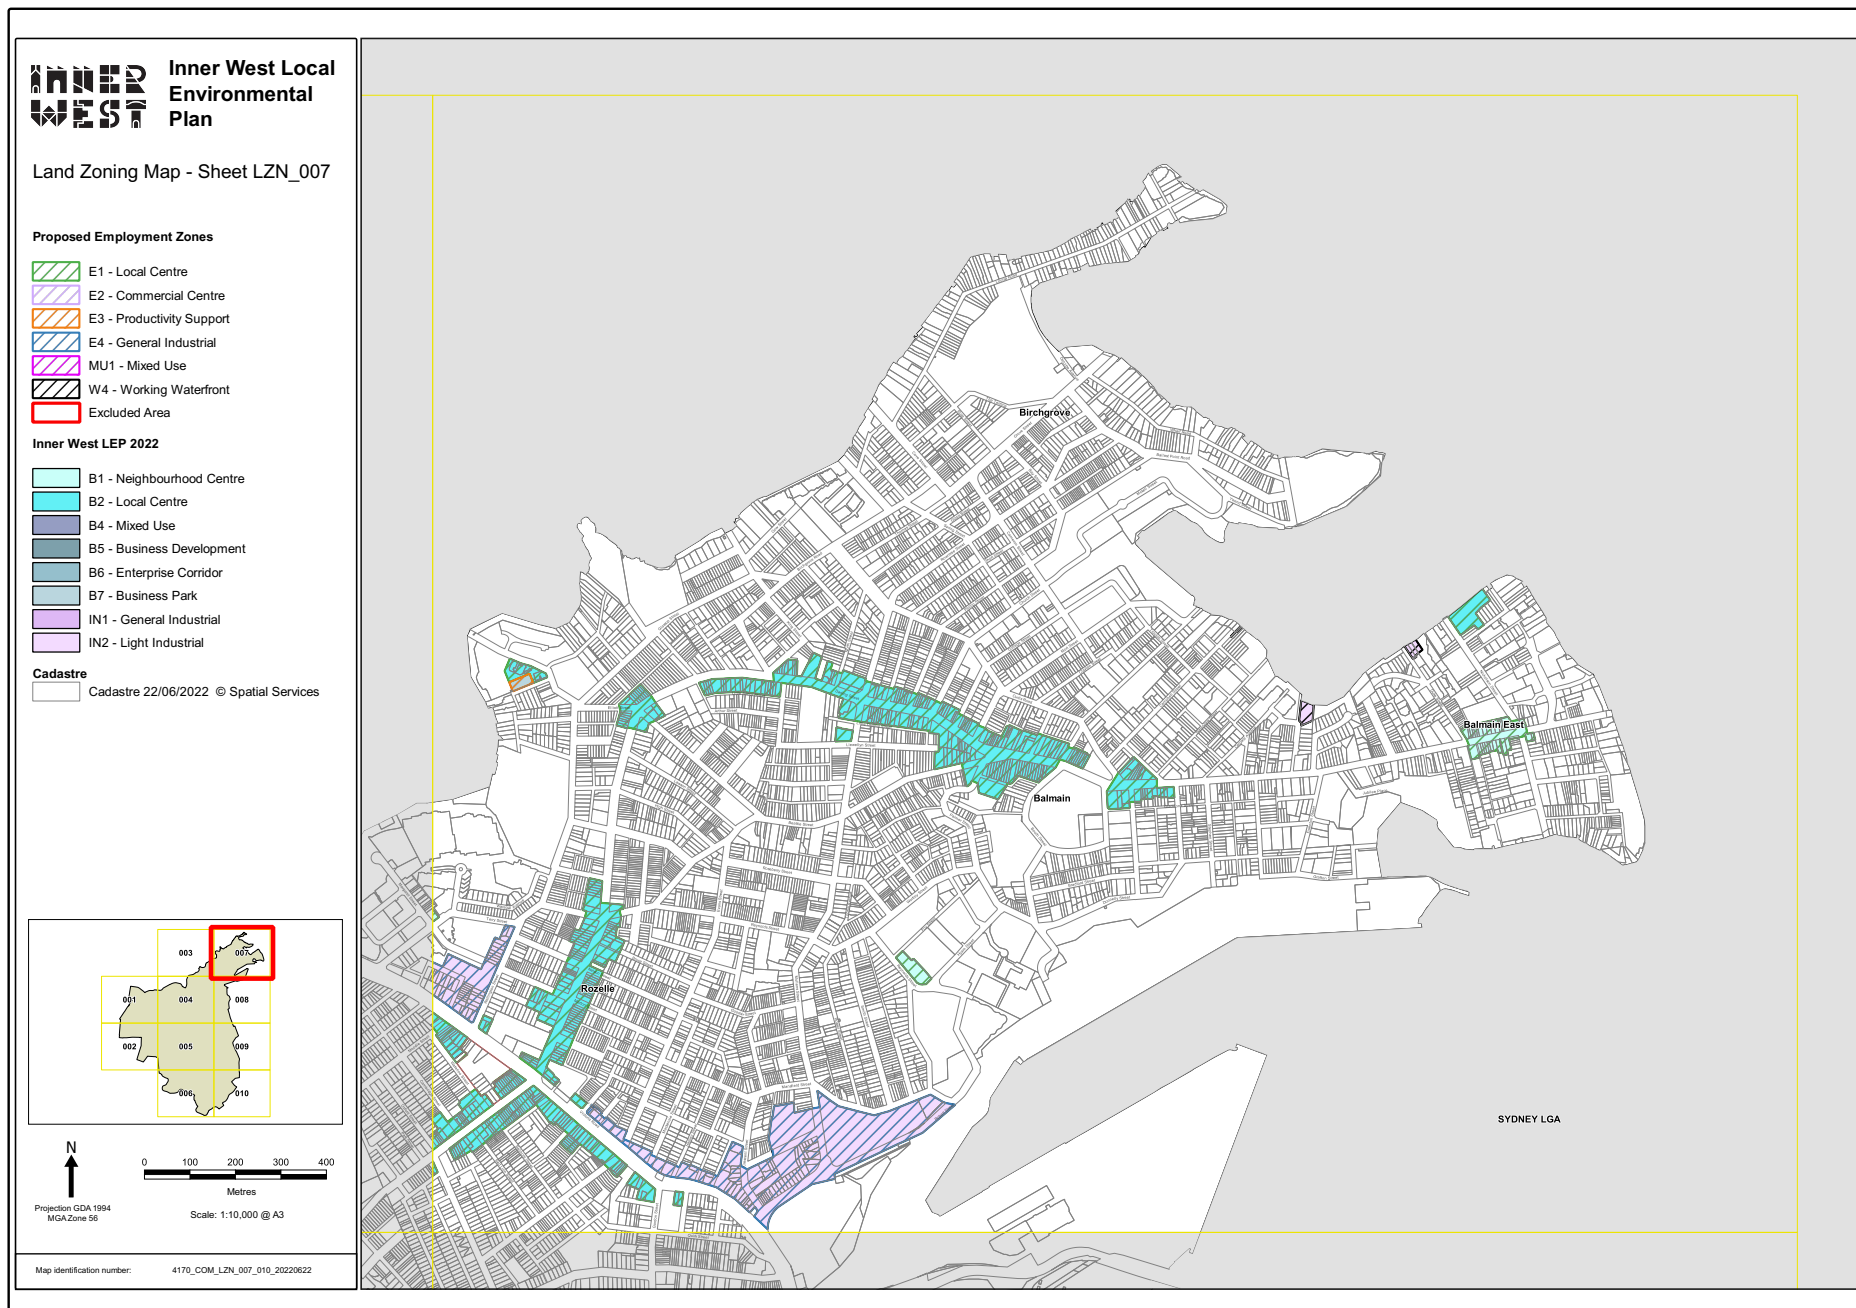 INNER
WEST
Inner West Local
Environmental
Plan
Land Zoning Map - Sheet LZN_007
Proposed Employment Zones
E1 - Local Centre
E2 - Commercial Centre
E3 - Productivity Support
E4 - General Industrial
MU1 - Mixed Use
W4 - Working Waterfront
Excluded Area
Inner West LEP 2022
B1 - Neighbourhood Centre
B2 - Local Centre
B4 - Mixed Use
B5 - Business Development
B6 - Enterprise Corridor
B7 - Business Park
IN1 - General Industrial
IN2 - Light Industrial
Cadastre
Cadastre 22/06/2022 © Spatial Services
003
007
001
004
008
002
005
009
006
010
N
Projection GDA 1994
MGA Zone 56
0 100 200 300 400
Metres
Scale: 1:10,000 @ A3
Map identification number: 4170_COM_LZN_007_010_20220622
Birchgrove
Balmain East
Balmain
Rozelle
SYDNEY LGA